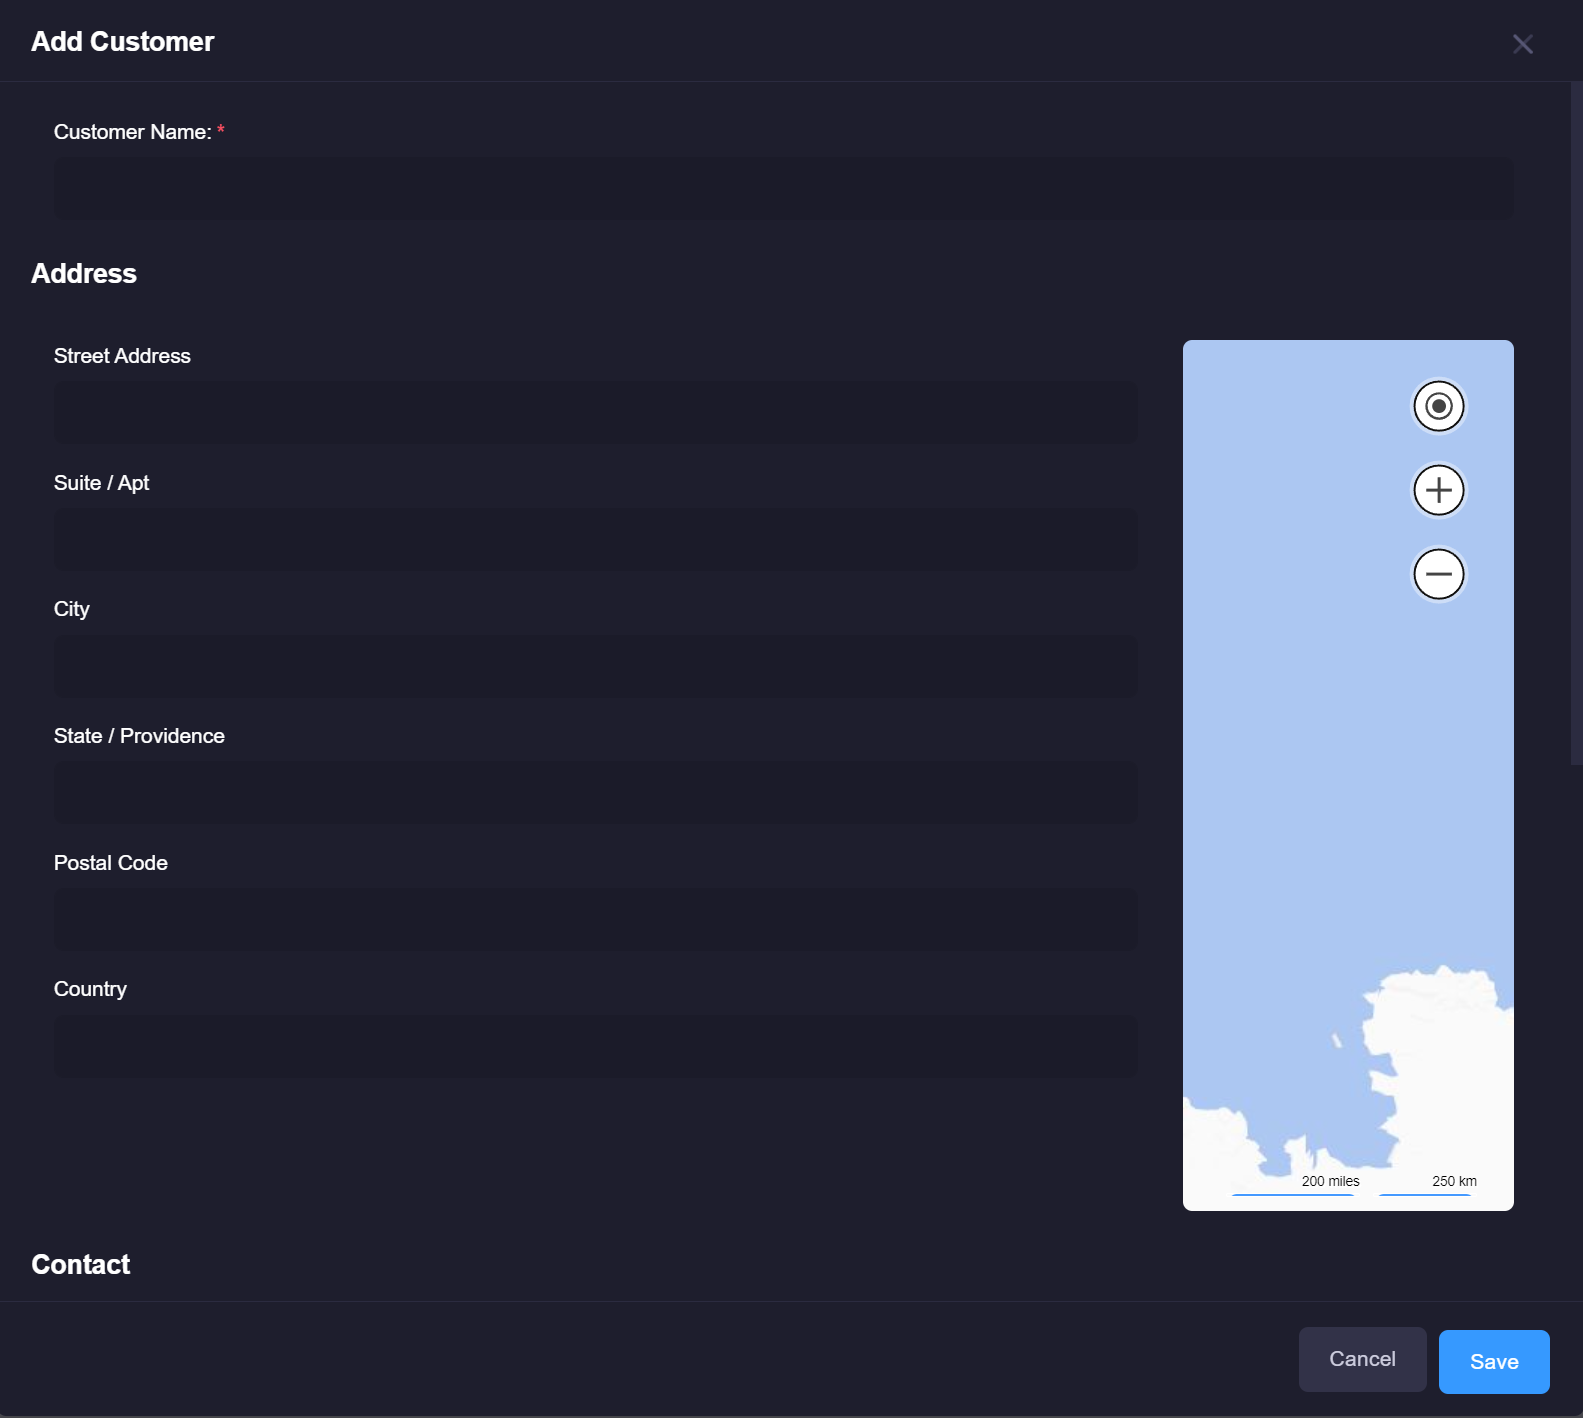 Add Customer
Customer Name: *
Address
Street Address
Suite / Apt
City
State / Providence
Postal Code
Country
200 miles
250 km
Contact
Cancel
Save